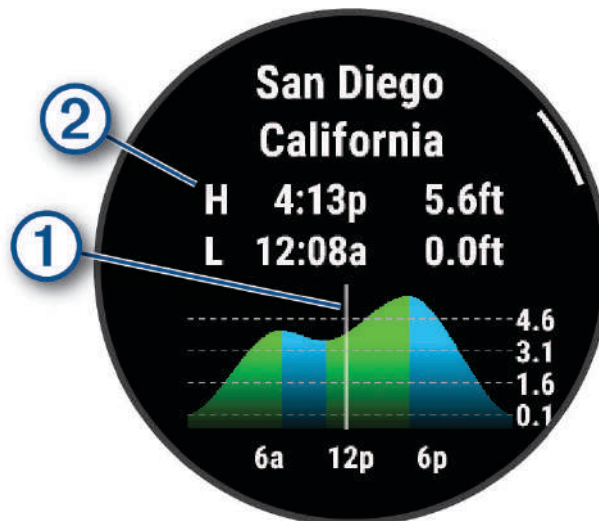 San Diego
California
2
H 4:13p 5.6ft
1
L 12:08a 0.0ft
4.6
3.1
1.6
0.1
6a 12p 6p